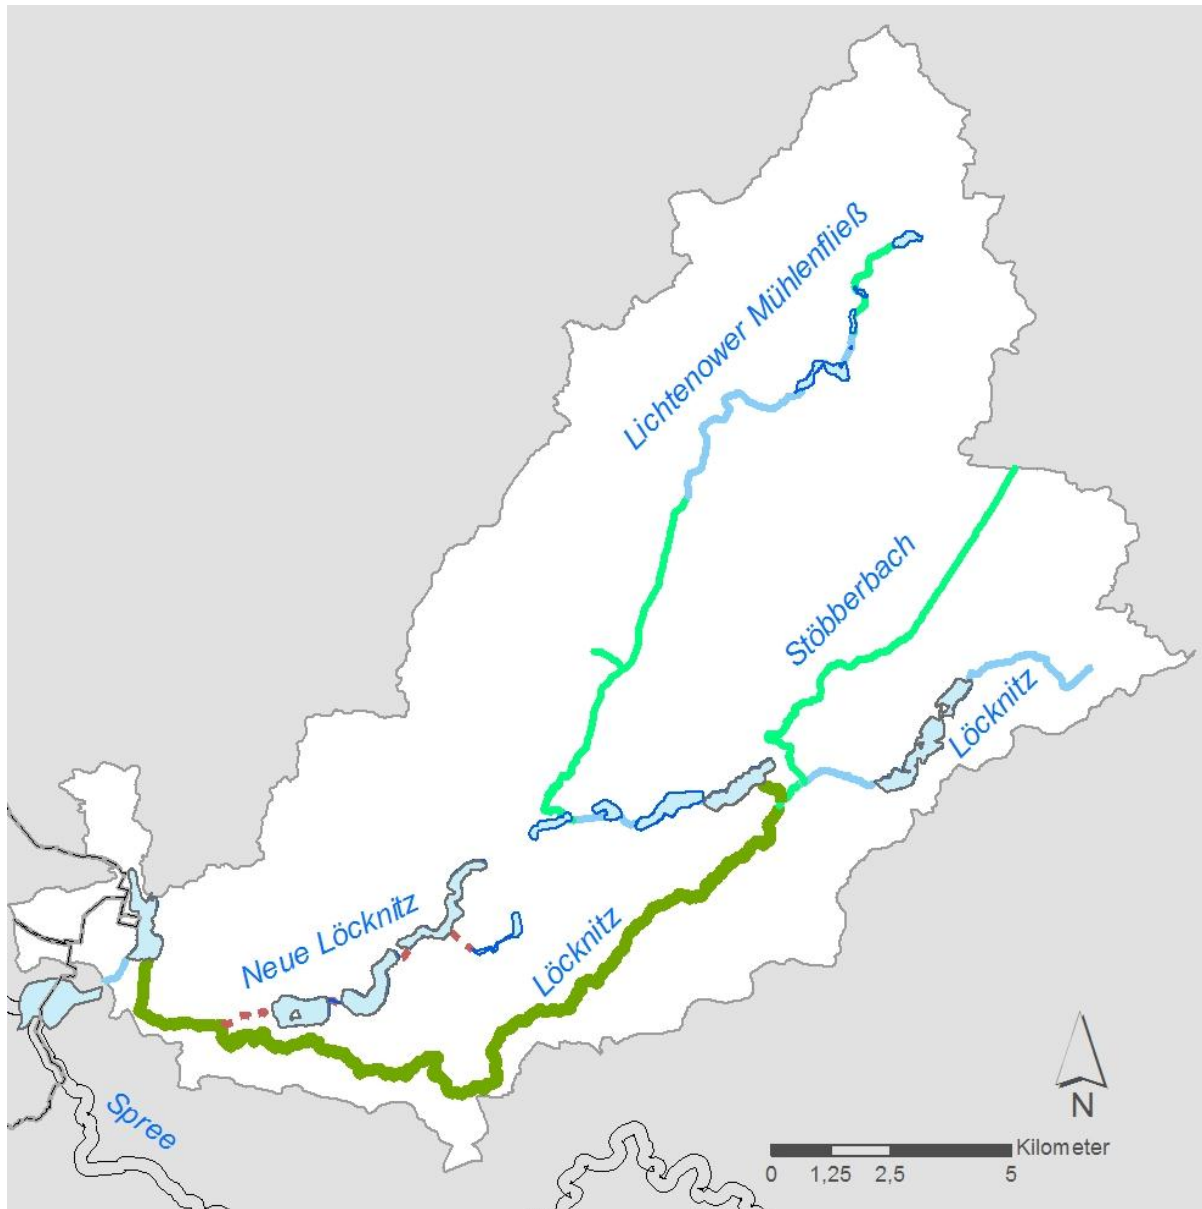 Lichtenower Mühlenfließ
Stöbberbach
Löcknitz
Neue Löcknitz
Löcknitz
Spree
N
Kilometer
0 1,25 2,5 5